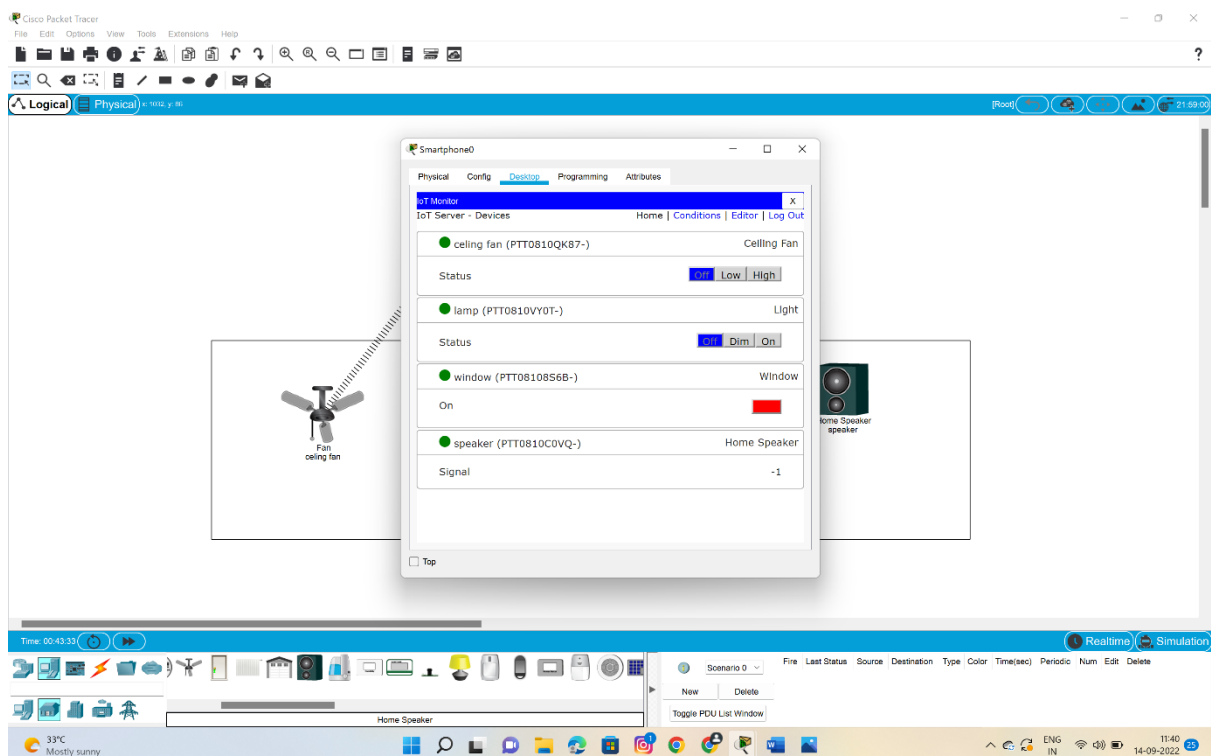 Cisco Packet Tracer
File Edit Options View Tools Extensions Help
?
Logical Physical x: 1032, y: 86 [Root] 21:59:00
Smartphone0
Physical Config Desktop Programming Attributes
IoT Monitor X
IoT Server - Devices Home | Conditions | Editor | Log Out
celing fan (PTT0810QK87-) Ceiling Fan
Status Off Low High
lamp (PTT0810VY0T-) Light
Status Off Dim On
window (PTT08108S6B-) Window
On
speaker (PTT0810C0VQ-) Home Speaker
Signal -1
Top
Fan
celing fan
Home Speaker
speaker
Time: 00:43:33 Realtime Simulation
Scenario 0 Fire Last Status Source Destination Type Color Time(sec) Periodic Num Edit Delete
New Delete
Toggle PDU List Window
Home Speaker
33°C
Mostly sunny
ENG
IN
11:40
14-09-2022
25